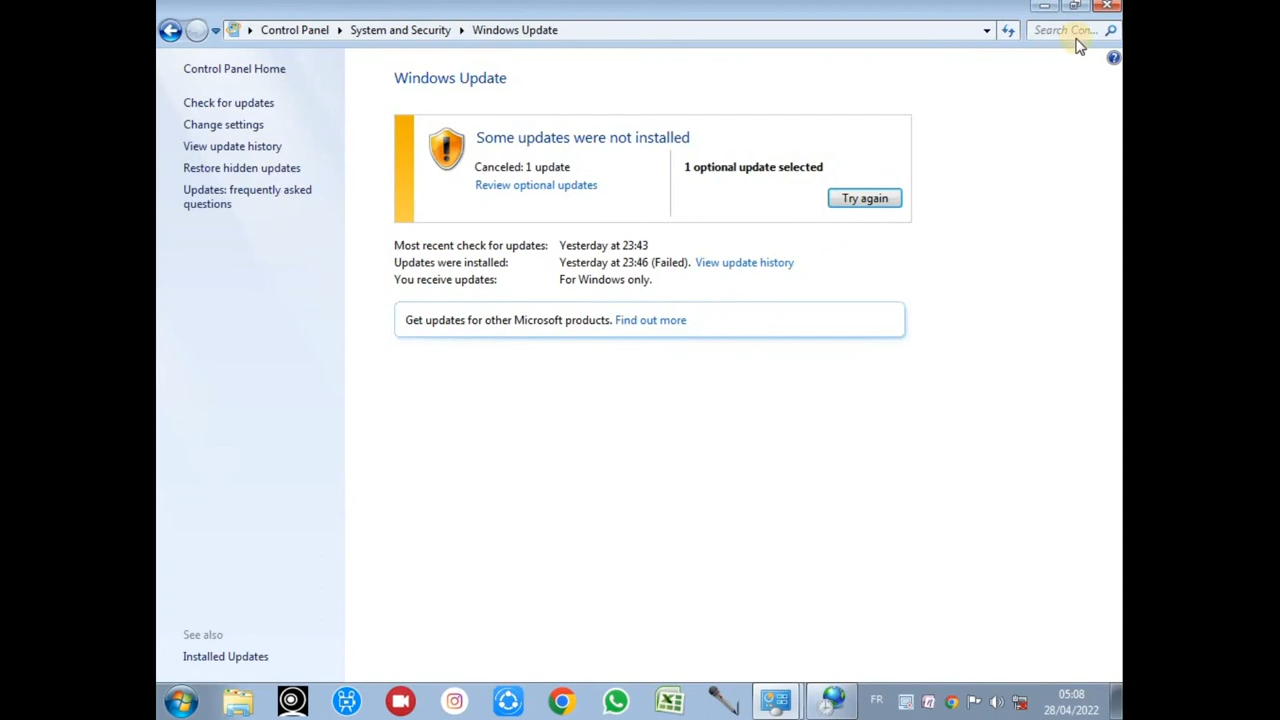 Control Panel System and Security Windows Update Search Con...
Control Panel Home
Check for updates
Change settings
View update history
Restore hidden updates
Updates: frequently asked
questions
Windows Update
Some updates were not installed
Canceled: 1 update
Review optional updates
1 optional update selected
Try again
Most recent check for updates: Yesterday at 23:43
Updates were installed: Yesterday at 23:46 (Failed). View update history
You receive updates: For Windows only.
Get updates for other Microsoft products. Find out more
See also
Installed Updates
FR
05:08
28/04/2022